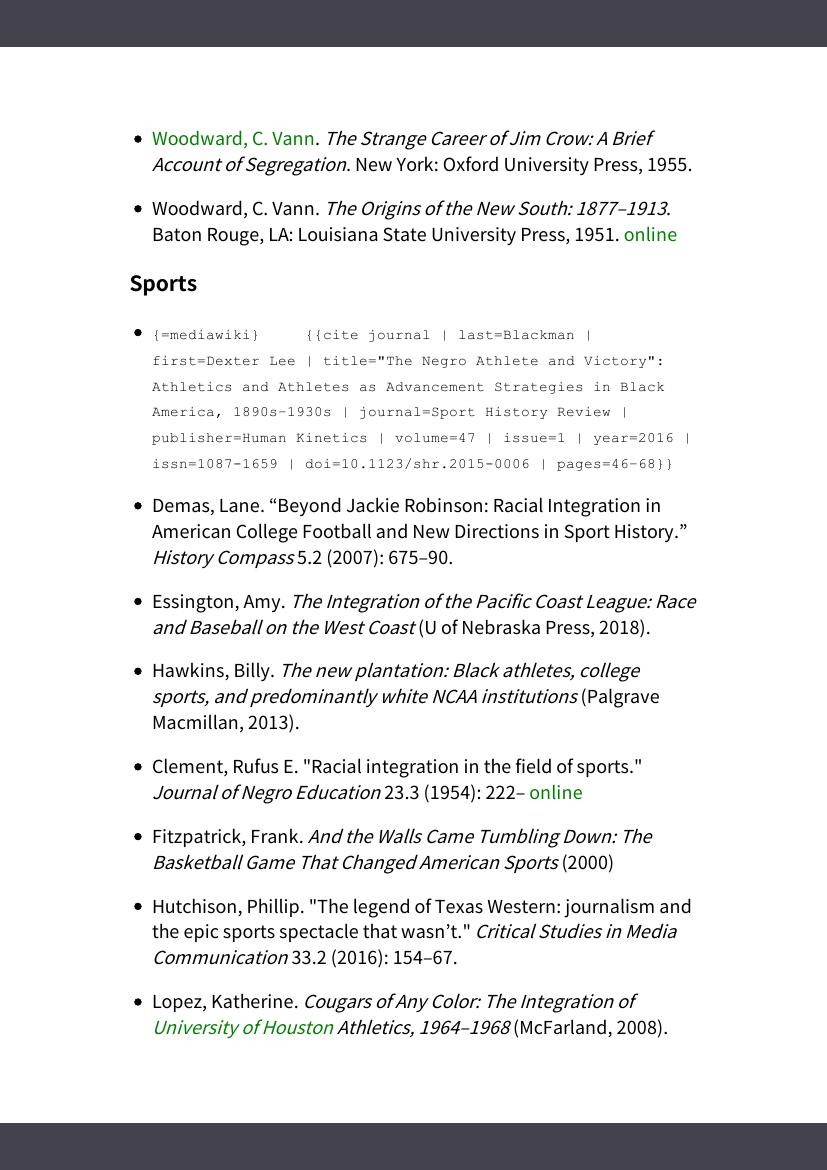 • Woodward, C. Vann. The Strange Career of Jim Crow: A Brief
Account of Segregation. New York: Oxford University Press, 1955.
• Woodward, C. Vann. The Origins of the New South: 1877–1913.
Baton Rouge, LA: Louisiana State University Press, 1951. online
Sports
• {=mediawiki}     {{cite journal | last=Blackman |
first=Dexter Lee | title="The Negro Athlete and Victory":
Athletics and Athletes as Advancement Strategies in Black
America, 1890s–1930s | journal=Sport History Review |
publisher=Human Kinetics | volume=47 | issue=1 | year=2016 |
issn=1087-1659 | doi=10.1123/shr.2015-0006 | pages=46–68}}
• Demas, Lane. “Beyond Jackie Robinson: Racial Integration in
American College Football and New Directions in Sport History.”
History Compass 5.2 (2007): 675–90.
• Essington, Amy. The Integration of the Pacific Coast League: Race
and Baseball on the West Coast (U of Nebraska Press, 2018).
• Hawkins, Billy. The new plantation: Black athletes, college
sports, and predominantly white NCAA institutions (Palgrave
Macmillan, 2013).
• Clement, Rufus E. "Racial integration in the field of sports."
Journal of Negro Education 23.3 (1954): 222– online
• Fitzpatrick, Frank. And the Walls Came Tumbling Down: The
Basketball Game That Changed American Sports (2000)
• Hutchison, Phillip. "The legend of Texas Western: journalism and
the epic sports spectacle that wasn’t." Critical Studies in Media
Communication 33.2 (2016): 154–67.
• Lopez, Katherine. Cougars of Any Color: The Integration of
University of Houston Athletics, 1964–1968 (McFarland, 2008).